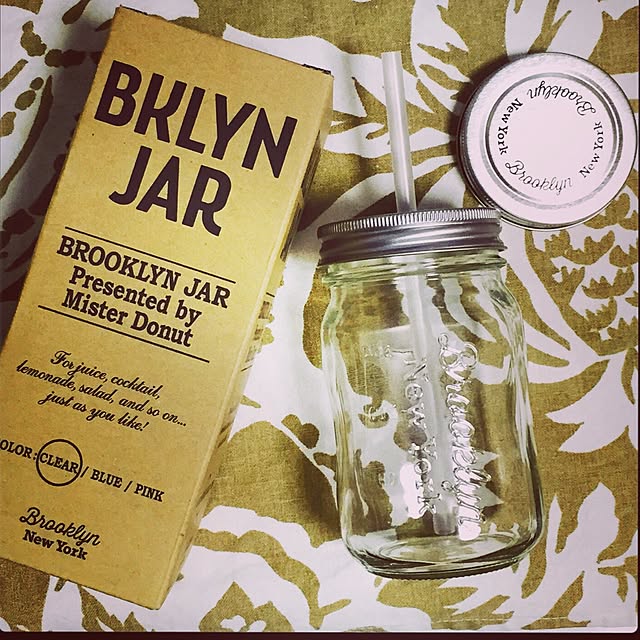 BKLYN
JAR
BROOKLYN JAR
Presented by
Mister Donut
For juice, cocktail,
lemonade, salad, and so on...
just as you like!
OLOR: CLEAR / BLUE / PINK
Brooklyn
New York
Brooklyn New York Brooklyn New York
Brooklyn
NEW YORK